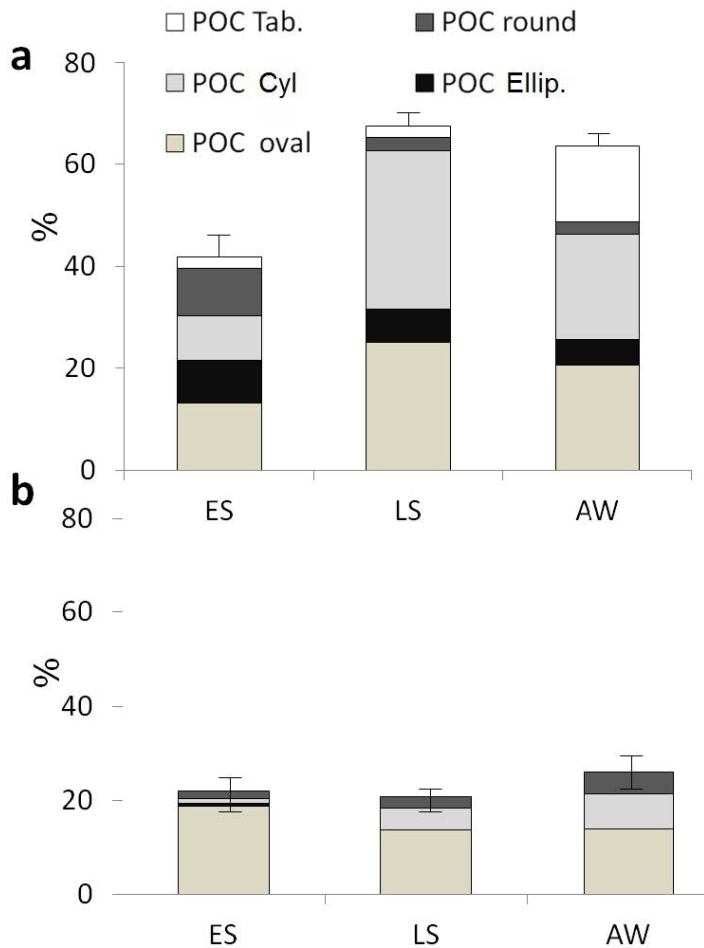 POC Tab. POC round
a
80
POC Cyl POC Ellip.
POC oval
60
%
40
20
0
ES LS AW
b
80
60
%
40
20
0
ES LS AW